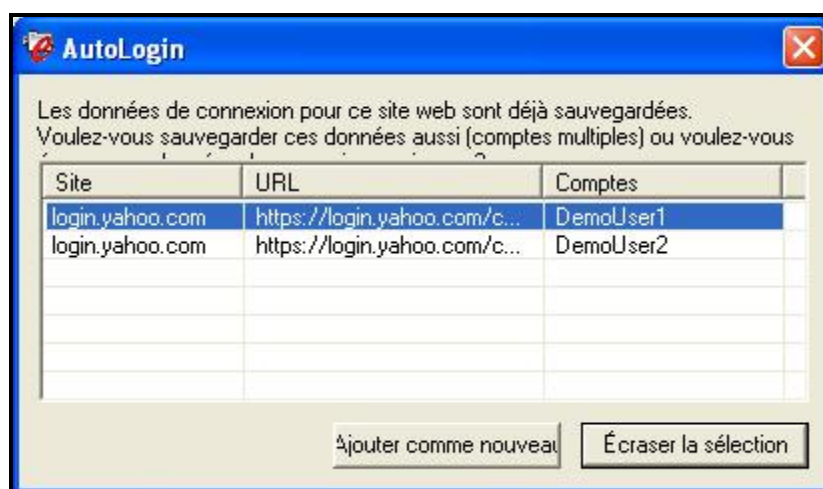 AutoLogin
Les données de connexion pour ce site web sont déjà sauvegardées.
Voulez-vous sauvegarder ces données aussi (comptes multiples) ou voulez-vous
Site URL Comptes
login.yahoo.com https://login.yahoo.com/c... DemoUser1
login.yahoo.com https://login.yahoo.com/c... DemoUser2
Ajouter comme nouveau Écraser la sélection